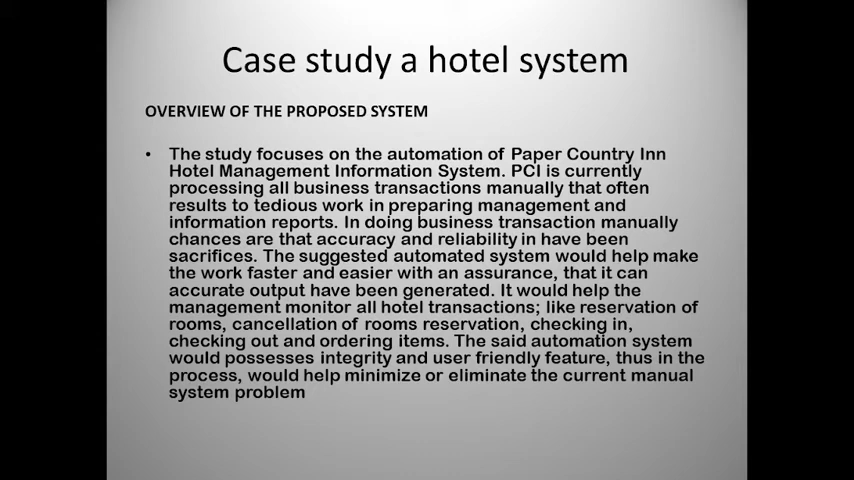 Case study a hotel system
OVERVIEW OF THE PROPOSED SYSTEM
• The study focuses on the automation of Paper Country Inn
Hotel Management Information System. PCI is currently
processing all business transactions manually that often
results to tedious work in preparing management and
information reports. In doing business transaction manually
chances are that accuracy and reliability in have been
sacrifices. The suggested automated system would help make
the work faster and easier with an assurance, that it can
accurate output have been generated. It would help the
management monitor all hotel transactions; like reservation of
rooms, cancellation of rooms reservation, checking in,
checking out and ordering items. The said automation system
would possesses integrity and user friendly feature, thus in the
process, would help minimize or eliminate the current manual
system problem